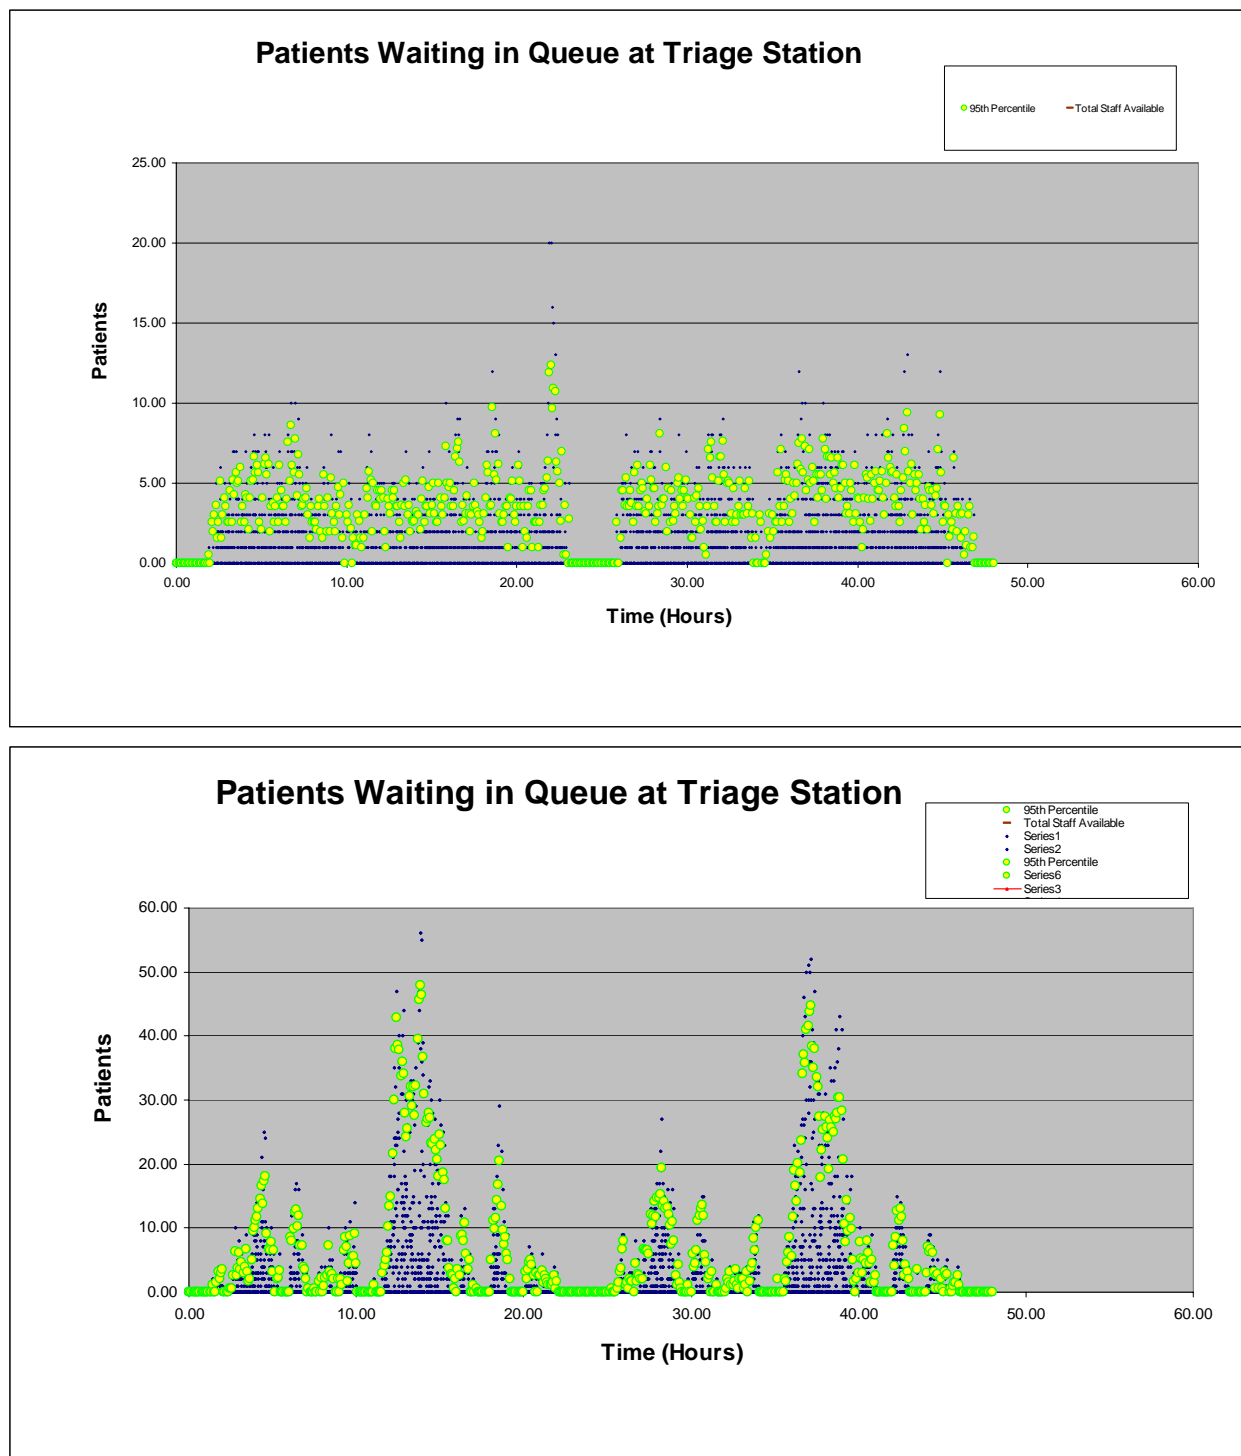 Patients Waiting in Queue at Triage Station
95th Percentile Total Staff Available
25.00
20.00
15.00
10.00
5.00
0.00
Patients
0.00 10.00 20.00 30.00 40.00 50.00 60.00
Time (Hours)
Patients Waiting in Queue at Triage Station
95th Percentile
Total Staff Available
Series1
Series2
95th Percentile
Series6
Series3
60.00
50.00
40.00
30.00
20.00
10.00
0.00
Patients
0.00 10.00 20.00 30.00 40.00 50.00 60.00
Time (Hours)